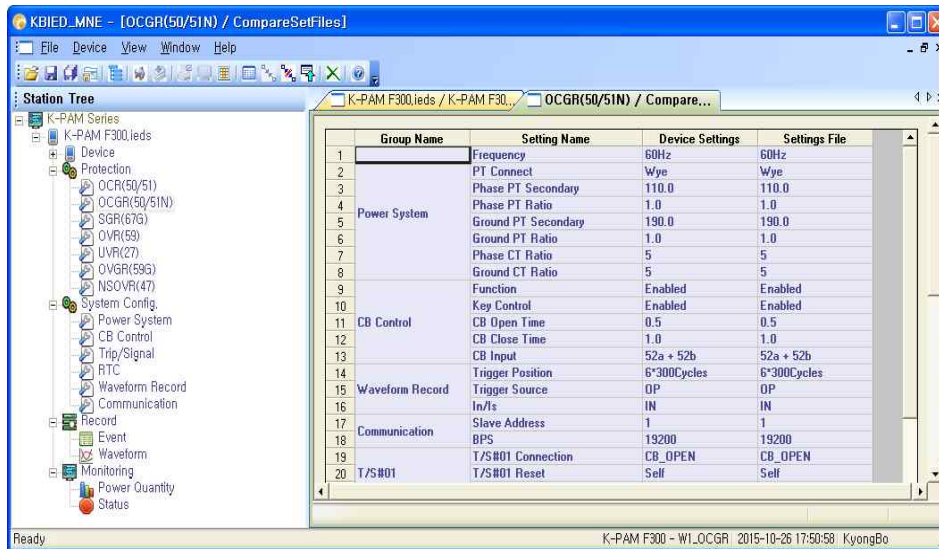 KBIED_MNE - [OCGR(50/51N) / CompareSetFiles]
File Device View Window Help
Station Tree
K-PAM F300.ieds / K-PAM F30... OCGR(50/51N) / Compare...
K-PAM Series
K-PAM F300.ieds
Device
Protection
OCR(50/51)
OCGR(50/51N)
SGR(67G)
OVR(59)
UVR(27)
OVGR(59G)
NSOVR(47)
System Config.
Power System
CB Control
Trip/Signal
RTC
Waveform Record
Communication
Record
Event
Waveform
Monitoring
Power Quantity
Status
Group Name Setting Name Device Settings Settings File
1 Frequency 60Hz 60Hz
2 PT Connect Wye Wye
3 Phase PT Secondary 110.0 110.0
4 Phase PT Ratio 1.0 1.0
Power System
5 Ground PT Secondary 190.0 190.0
6 Ground PT Ratio 1.0 1.0
7 Phase CT Ratio 5 5
8 Ground CT Ratio 5 5
9 Function Enabled Enabled
10 Key Control Enabled Enabled
11 CB Control CB Open Time 0.5 0.5
12 CB Close Time 1.0 1.0
13 CB Input 52a + 52b 52a + 52b
14 Trigger Position 6*300Cycles 6*300Cycles
15 Waveform Record Trigger Source OP OP
16 In/Is IN IN
17 Slave Address 1 1
Communication
18 BPS 19200 19200
19 T/S#01 Connection CB_OPEN CB_OPEN
20 T/S#01 T/S#01 Reset Self Self
Ready K-PAM F300 - W1_OCGR 2015-10-26 17:50:58 KyongBo